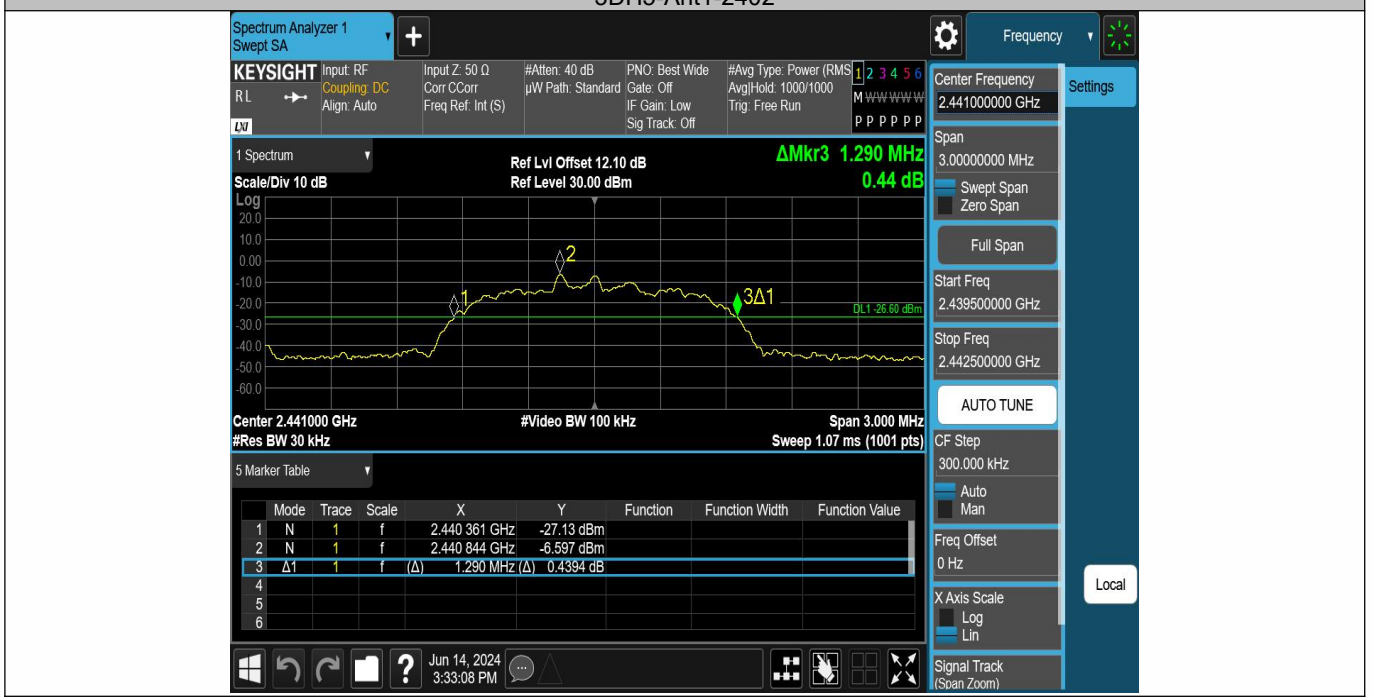 3DH5-Ant1-2402
Spectrum Analyzer 1
Swept SA
+
Frequency
KEYSIGHT
RL
LXI
Input: RF
Coupling: DC
Align: Auto
Input Z: 50 Ω
Corr CCorr
Freq Ref: Int (S)
#Atten: 40 dB
µW Path: Standard
PNO: Best Wide
Gate: Off
IF Gain: Low
Sig Track: Off
#Avg Type: Power (RMS
Avg|Hold: 1000/1000
Trig: Free Run
1 2 3 4 5 6
M W W W W W
P P P P P P
1 Spectrum
Scale/Div 10 dB
Ref Lvl Offset 12.10 dB
Ref Level 30.00 dBm
ΔMkr3 1.290 MHz
0.44 dB
Log
20.0
10.0
0.00
-10.0
-20.0
-30.0
-40.0
-50.0
-60.0
1
2
3Δ1
DL1 -26.60 dBm
Center 2.441000 GHz
#Video BW 100 kHz
Span 3.000 MHz
#Res BW 30 kHz
Sweep 1.07 ms (1001 pts)
5 Marker Table
Mode Trace Scale X Y Function Function Width Function Value
1 N 1 f 2.440 361 GHz -27.13 dBm
2 N 1 f 2.440 844 GHz -6.597 dBm
3 Δ1 1 f (Δ) 1.290 MHz (Δ) 0.4394 dB
4
5
6
?
Jun 14, 2024
3:33:08 PM
Center Frequency
2.441000000 GHz
Span
3.00000000 MHz
Swept Span
Zero Span
Full Span
Start Freq
2.439500000 GHz
Stop Freq
2.442500000 GHz
AUTO TUNE
CF Step
300.000 kHz
Auto
Man
Freq Offset
0 Hz
X Axis Scale
Log
Lin
Signal Track
(Span Zoom)
Settings
Local